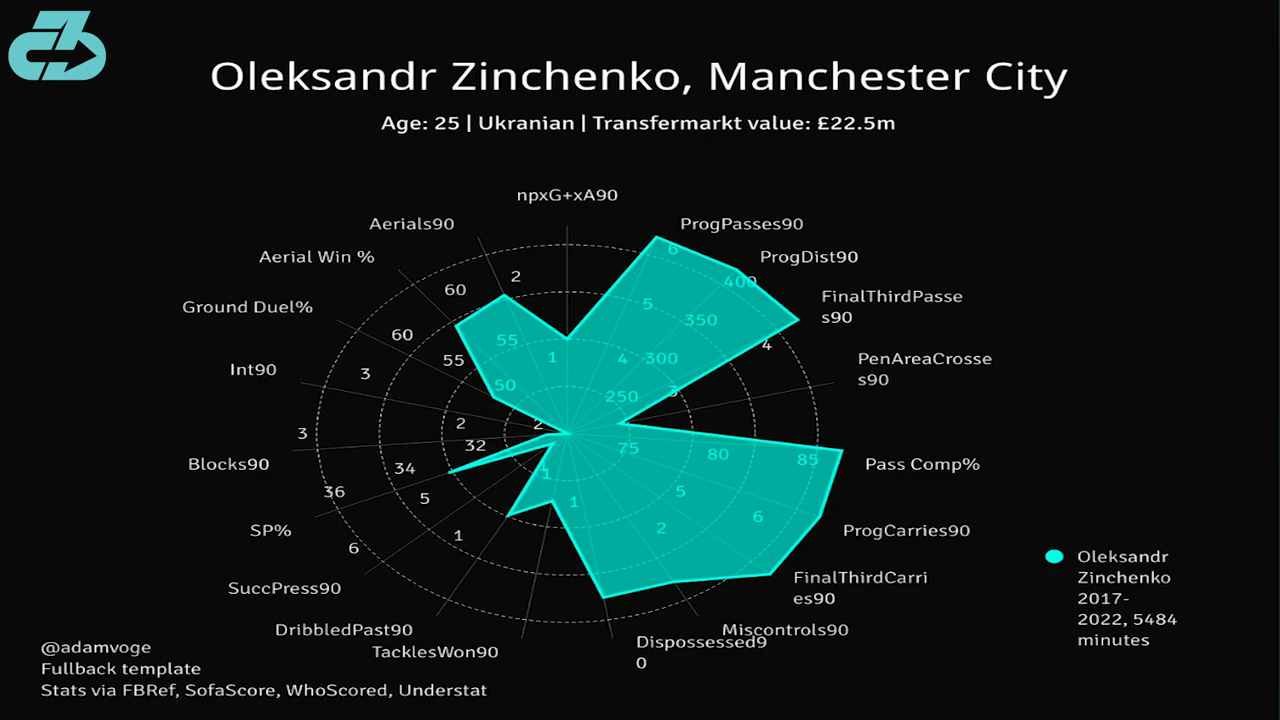 Oleksandr Zinchenko, Manchester City
Age: 25 | Ukranian | Transfermarkt value: £22.5m
npxG+xA90
Aerials90
ProgPasses90
Aerial Win %
ProgDist90
Ground Duel%
FinalThirdPasse
s90
Int90
PenAreaCrosse
s90
Blocks90
Pass Comp%
SP%
ProgCarries90
SuccPress90
FinalThirdCarri
es90
DribbledPast90
Miscontrols90
TacklesWon90
Dispossessed9
0
6
2
400
60
5
350
60
55
4
300
4
1
55
3
50
250
3
2
2
3
32
75
80
85
34
1
36
5
5
1
6
1
2
6
Oleksandr
Zinchenko
2017-
2022, 5484
minutes
@adamvoge
Fullback template
Stats via FBRef, SofaScore, WhoScored, Understat